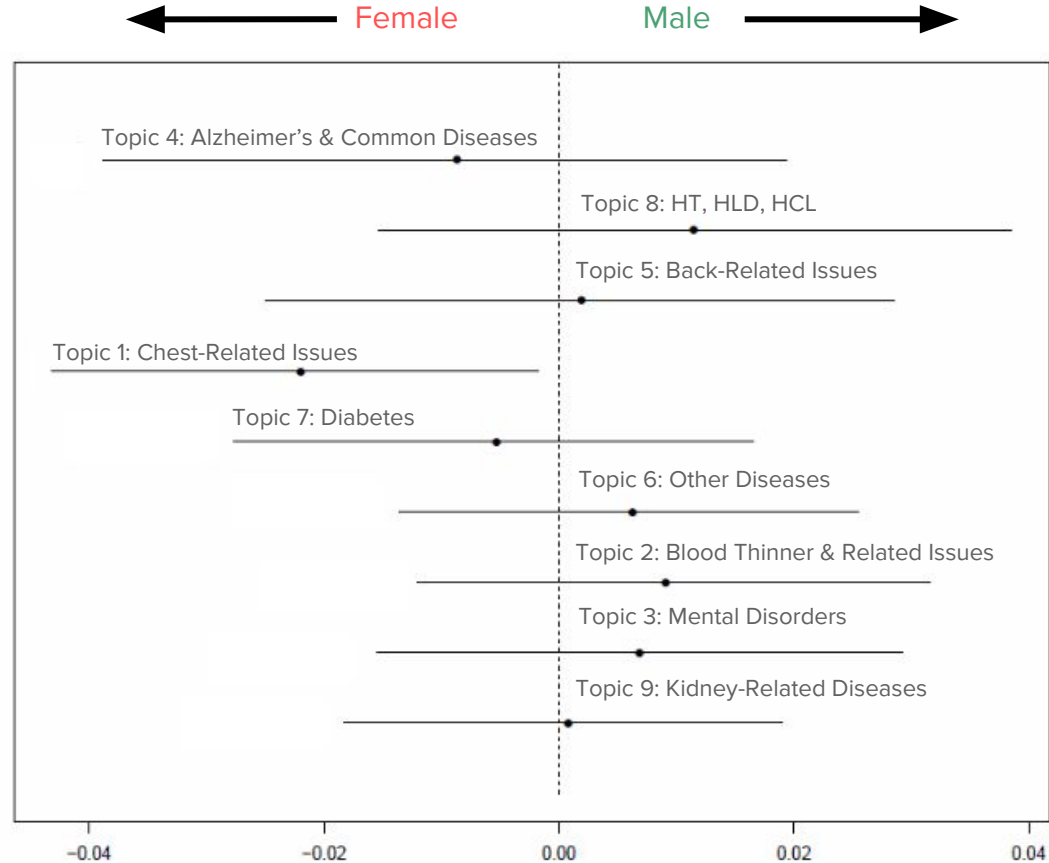 Female Male
Topic 4: Alzheimer’s & Common Diseases
Topic 8: HT, HLD, HCL
Topic 5: Back-Related Issues
Topic 1: Chest-Related Issues
Topic 7: Diabetes
Topic 6: Other Diseases
Topic 2: Blood Thinner & Related Issues
Topic 3: Mental Disorders
Topic 9: Kidney-Related Diseases
−0.04 −0.02 0.00 0.02 0.04